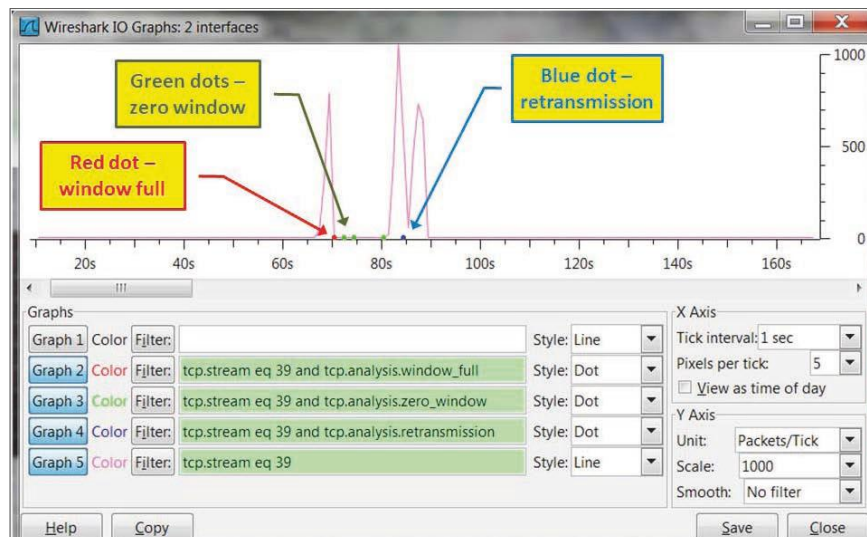 Wireshark IO Graphs: 2 interfaces
Green dots –
zero window
Blue dot –
retransmission
Red dot –
window full
1000
500
0
20s 40s 60s 80s 100s 120s 140s 160s
Graphs
Graph 1 Color Filter: Style: Line
Graph 2 Color Filter: tcp.stream eq 39 and tcp.analysis.window_full Style: Dot
Graph 3 Color Filter: tcp.stream eq 39 and tcp.analysis.zero_window Style: Dot
Graph 4 Color Filter: tcp.stream eq 39 and tcp.analysis.retransmission Style: Dot
Graph 5 Color Filter: tcp.stream eq 39 Style: Line
X Axis
Tick interval: 1 sec
Pixels per tick: 5
View as time of day
Y Axis
Unit: Packets/Tick
Scale: 1000
Smooth: No filter
Help Copy Save Close